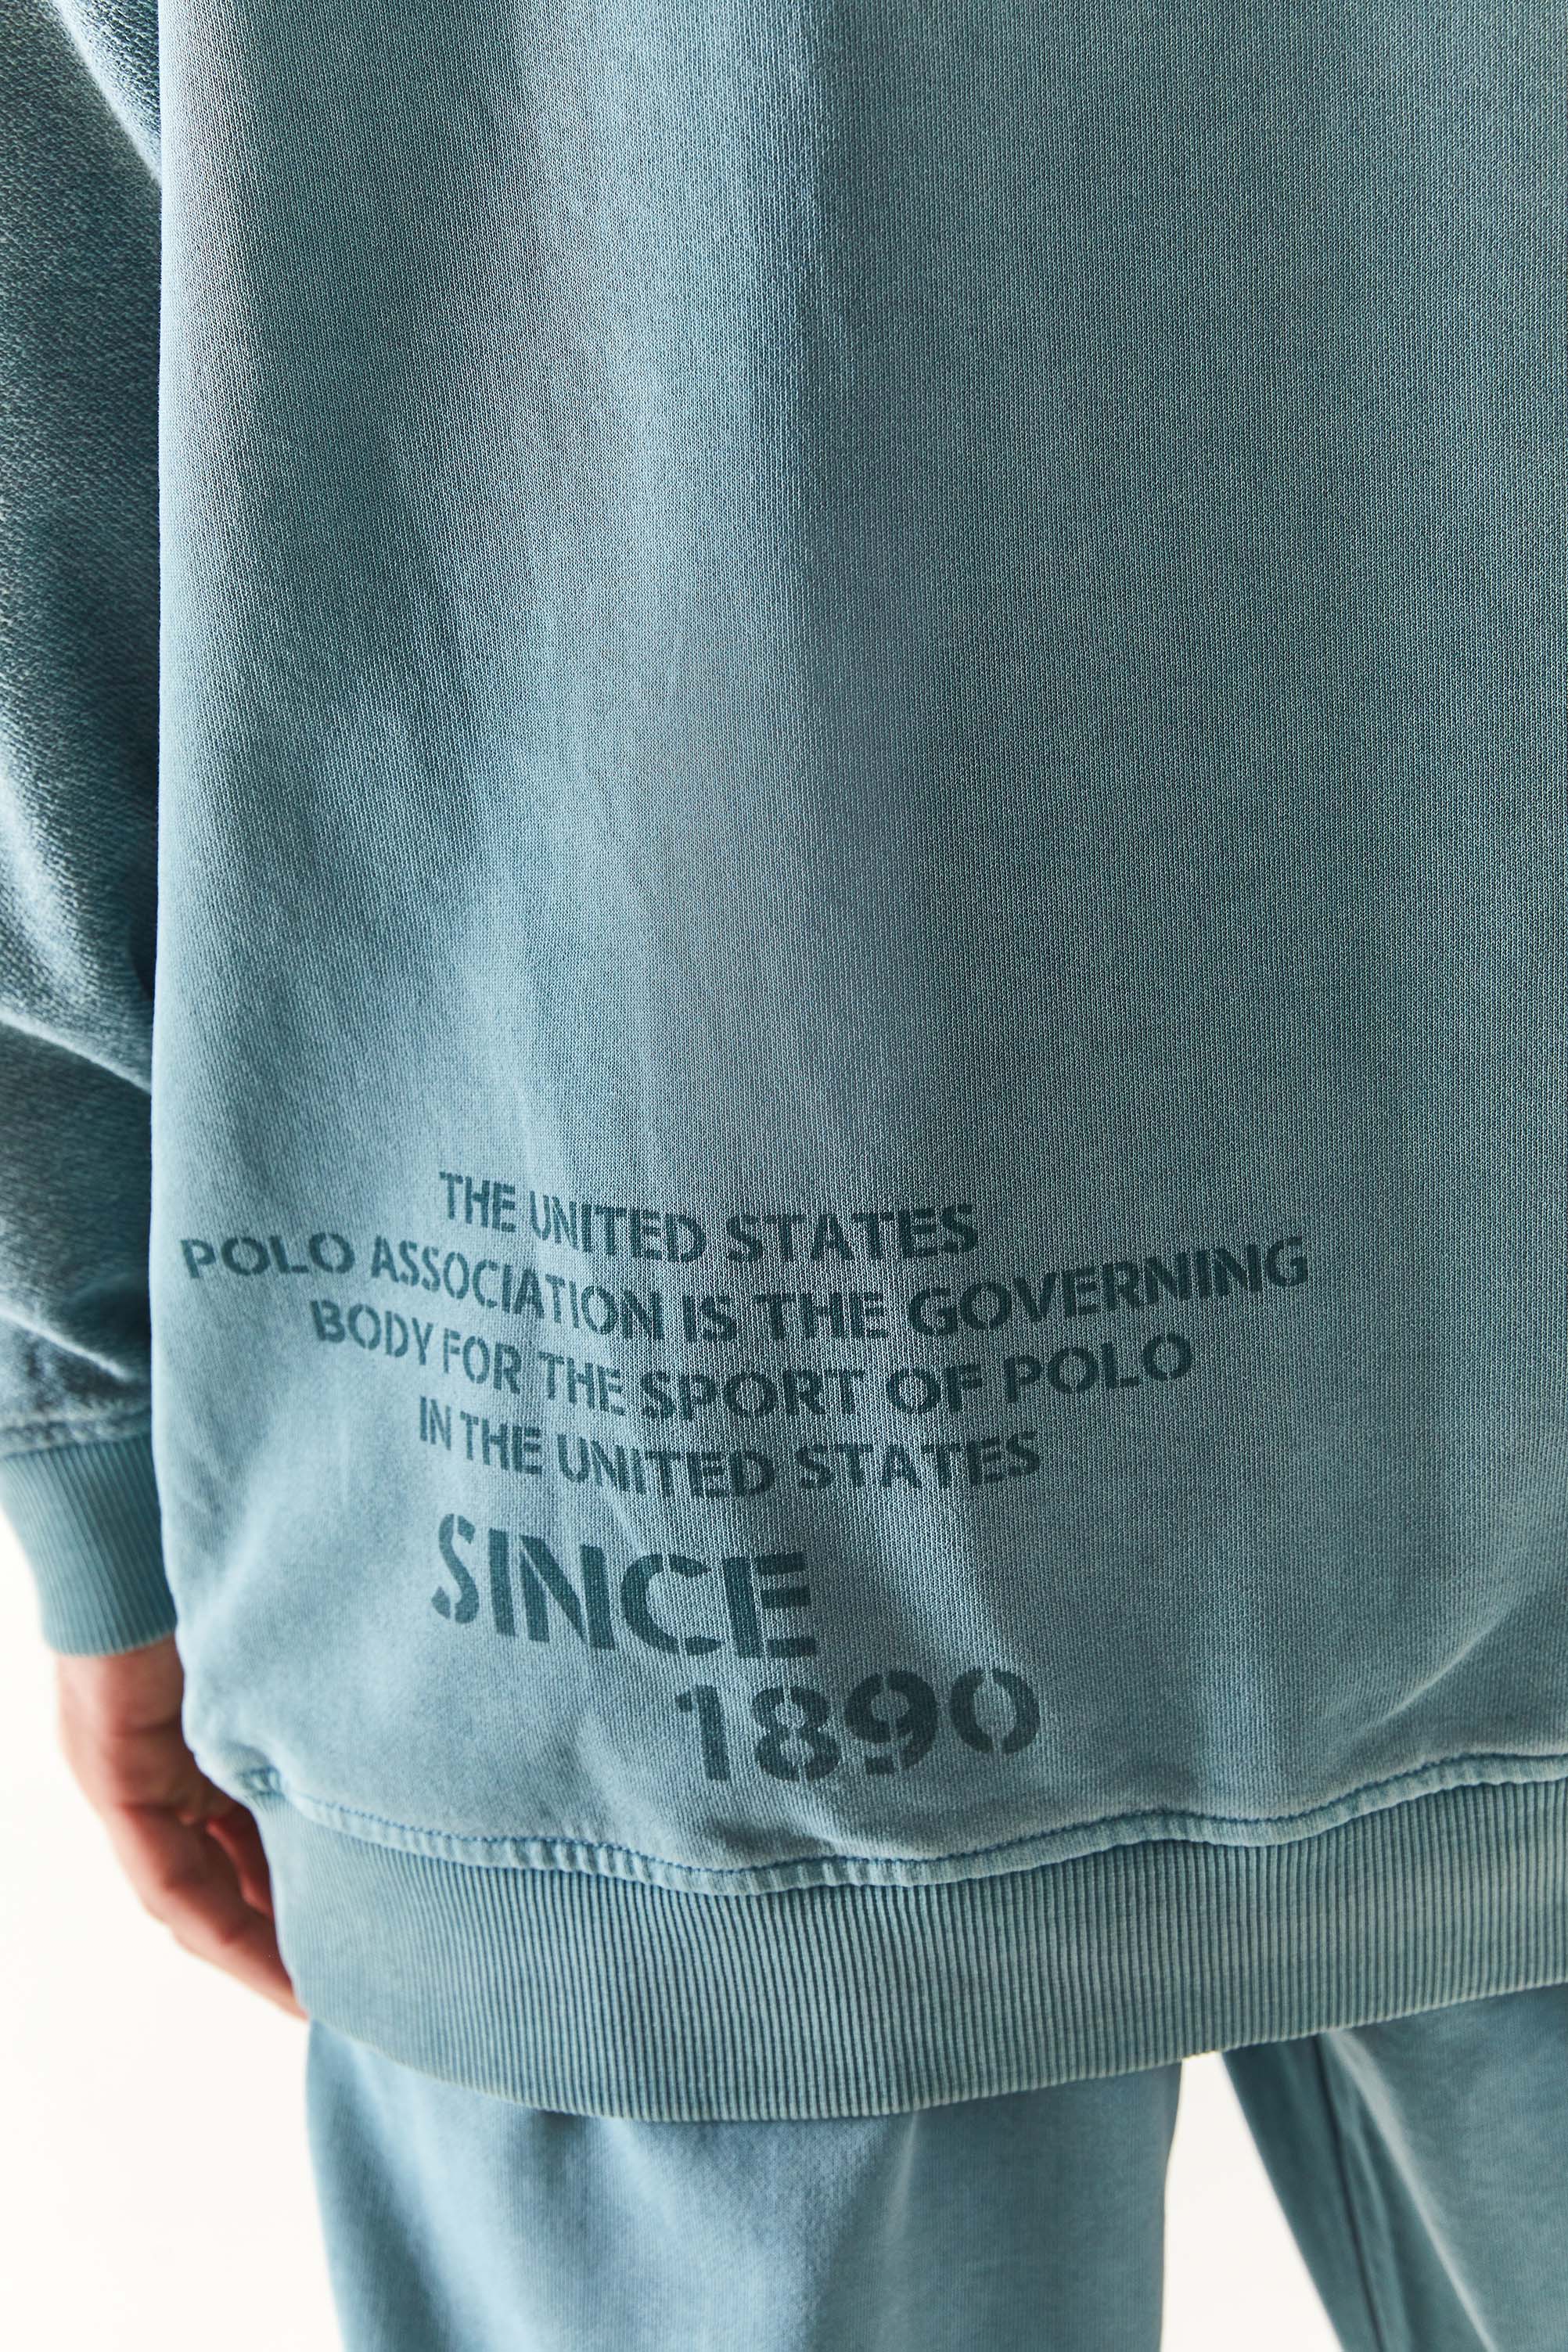 THE UNITED STATES
POLO ASSOCIATION IS THE GOVERNING
BODY FOR THE SPORT OF POLO
IN THE UNITED STATES
SINCE
1890